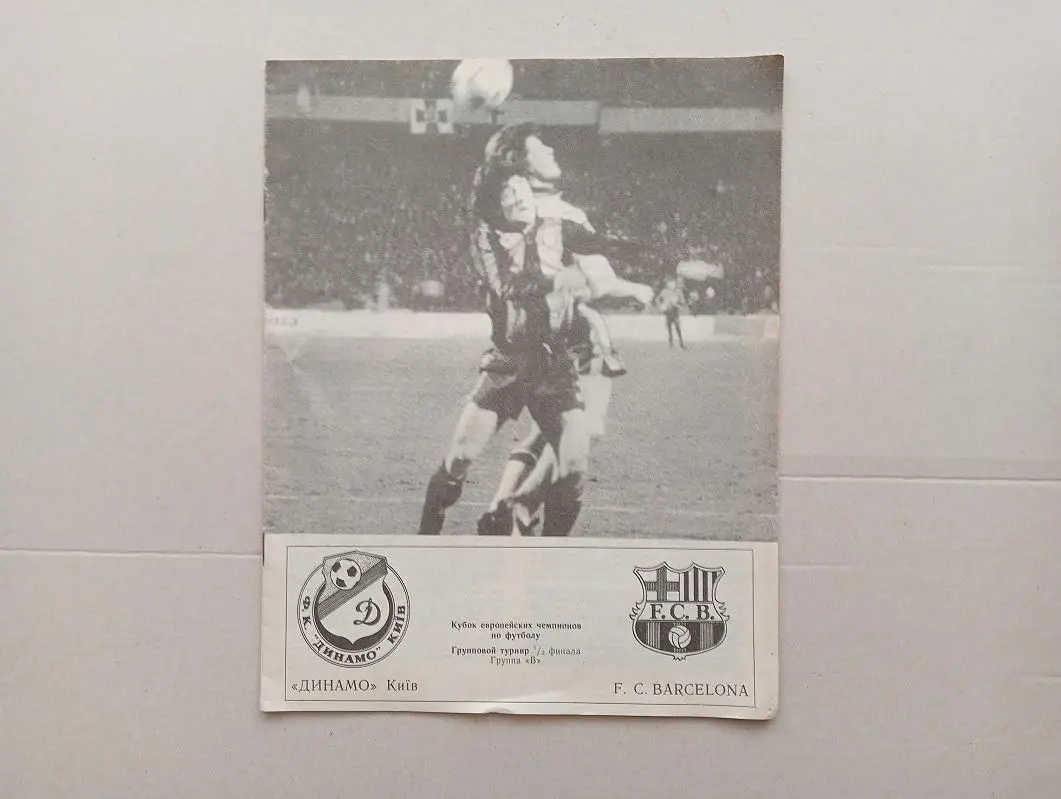 Ф.К. "ДИНАМО" КИЇВ
Д
Кубок европейских чемпионов
по футболу
Групповой турнир 1/2 финала
Группа «В»
F.C.B.
«ДИНАМО» Київ
F. C. BARCELONA